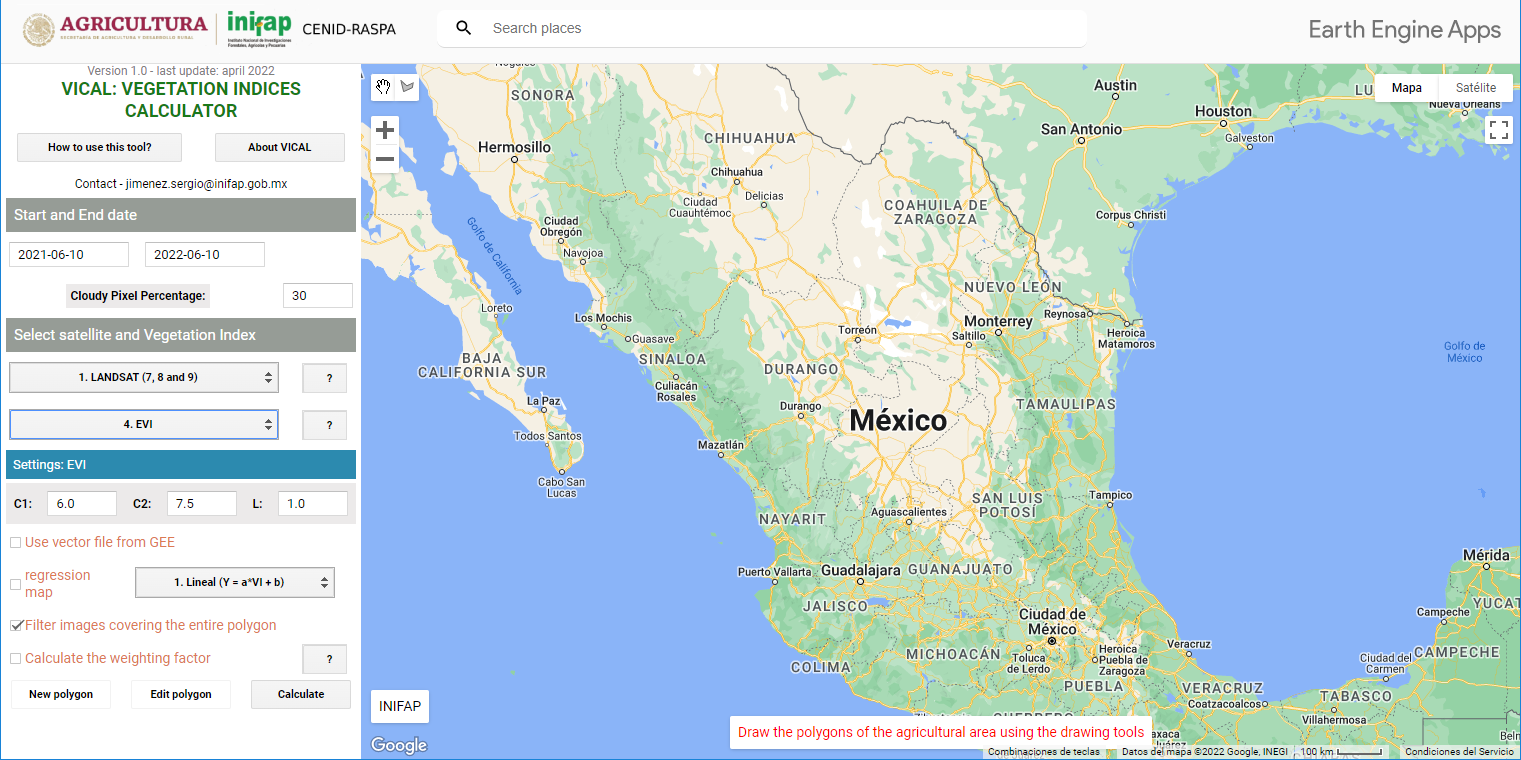 AGRICULTURA
SECRETARÍA DE AGRICULTURA Y DESARROLLO RURAL
inifap
Instituto Nacional de Investigaciones
Forestales, Agrícolas y Pecuarias
CENID-RASPA
Search places
Earth Engine Apps
Version 1.0 - last update: april 2022
VICAL: VEGETATION INDICES
CALCULATOR
How to use this tool?
About VICAL
Contact - jimenez.sergio@inifap.gob.mx
Start and End date
2021-06-10
2022-06-10
Cloudy Pixel Percentage:
30
Select satellite and Vegetation Index
1. LANDSAT (7, 8 and 9)
?
4. EVI
?
Settings: EVI
C1:
6.0
C2:
7.5
L:
1.0
Use vector file from GEE
regression
map
1. Lineal (Y = a*VI + b)
Filter images covering the entire polygon
Calculate the weighting factor
?
New polygon
Edit polygon
Calculate
Mapa
Satélite
Nueva Orleans
Austin
Houston
San Antonio
Galveston
SONORA
CHIHUAHUA
Hermosillo
Chihuahua
Delicias
Ciudad
Cuauhtémoc
COAHUILA DE
ZARAGOZA
Corpus Christi
Ciudad
Obregón
Navojoa
Golfo de California
NUEVO LEÓN
Loreto
Los Mochis
Guasave
Torreón
Monterrey
Saltillo
Reynosa
Heroica
Matamoros
Golfo de
México
BAJA
CALIFORNIA SUR
SINALOA
DURANGO
Culiacán
Rosales
La Paz
Durango
México
TAMAULIPAS
Todos Santos
Mazatlán
Cabo San
Lucas
SAN LUIS
POTOSÍ
Tampico
NAYARIT
Aguascalientes
Mérida
Puerto Vallarta
Guadalajara
GUANAJUATO
JALISCO
Ciudad de
México
YUCAT
Campeche
CAMPECHE
Veracruz
MICHOACÁN
Toluca
de Lerdo
Heroica
Puebla de
Zaragoza
Ciudad del
Carmen
COLIMA
PUEBLA
VERACRUZ
TABASCO
Coatzacoalcos
Villahermosa
INIFAP
Draw the polygons of the agricultural area using the drawing tools
Google
Combinaciones de teclas
Datos del mapa ©2022 Google, INEGI
100 km
Condiciones del Servicio